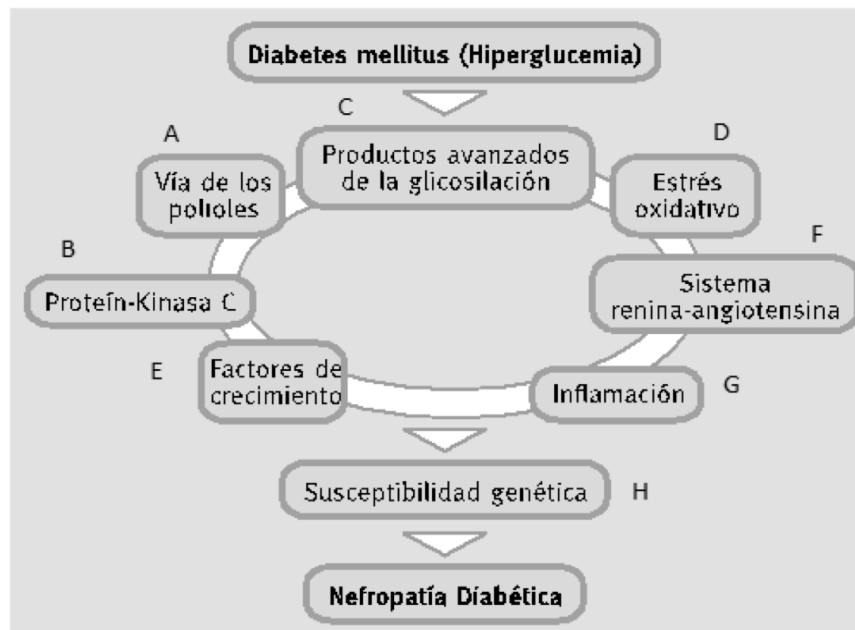 Diabetes mellitus (Hiperglucemia)
C
Productos avanzados
de la glicosilación
A
Vía de los
polioles
D
Estrés
oxidativo
B
Proteín-Kinasa C
F
Sistema
renina-angiotensina
E
Factores de
crecimiento
Inflamación
G
Susceptibilidad genética
H
Nefropatía Díabética